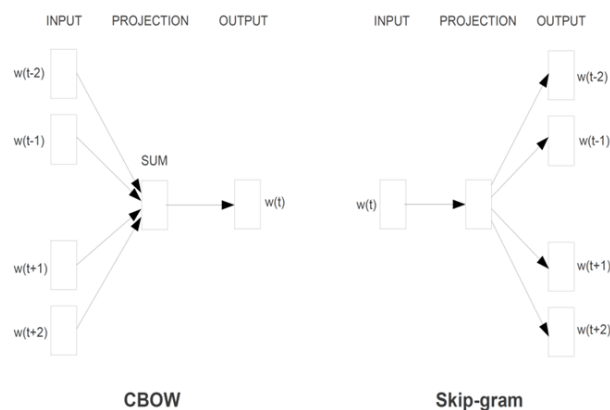 INPUT PROJECTION OUTPUT
w(t-2)
w(t-1)
SUM
w(t)
w(t+1)
w(t+2)
CBOW
INPUT PROJECTION OUTPUT
w(t-2)
w(t-1)
w(t)
w(t+1)
w(t+2)
Skip-gram